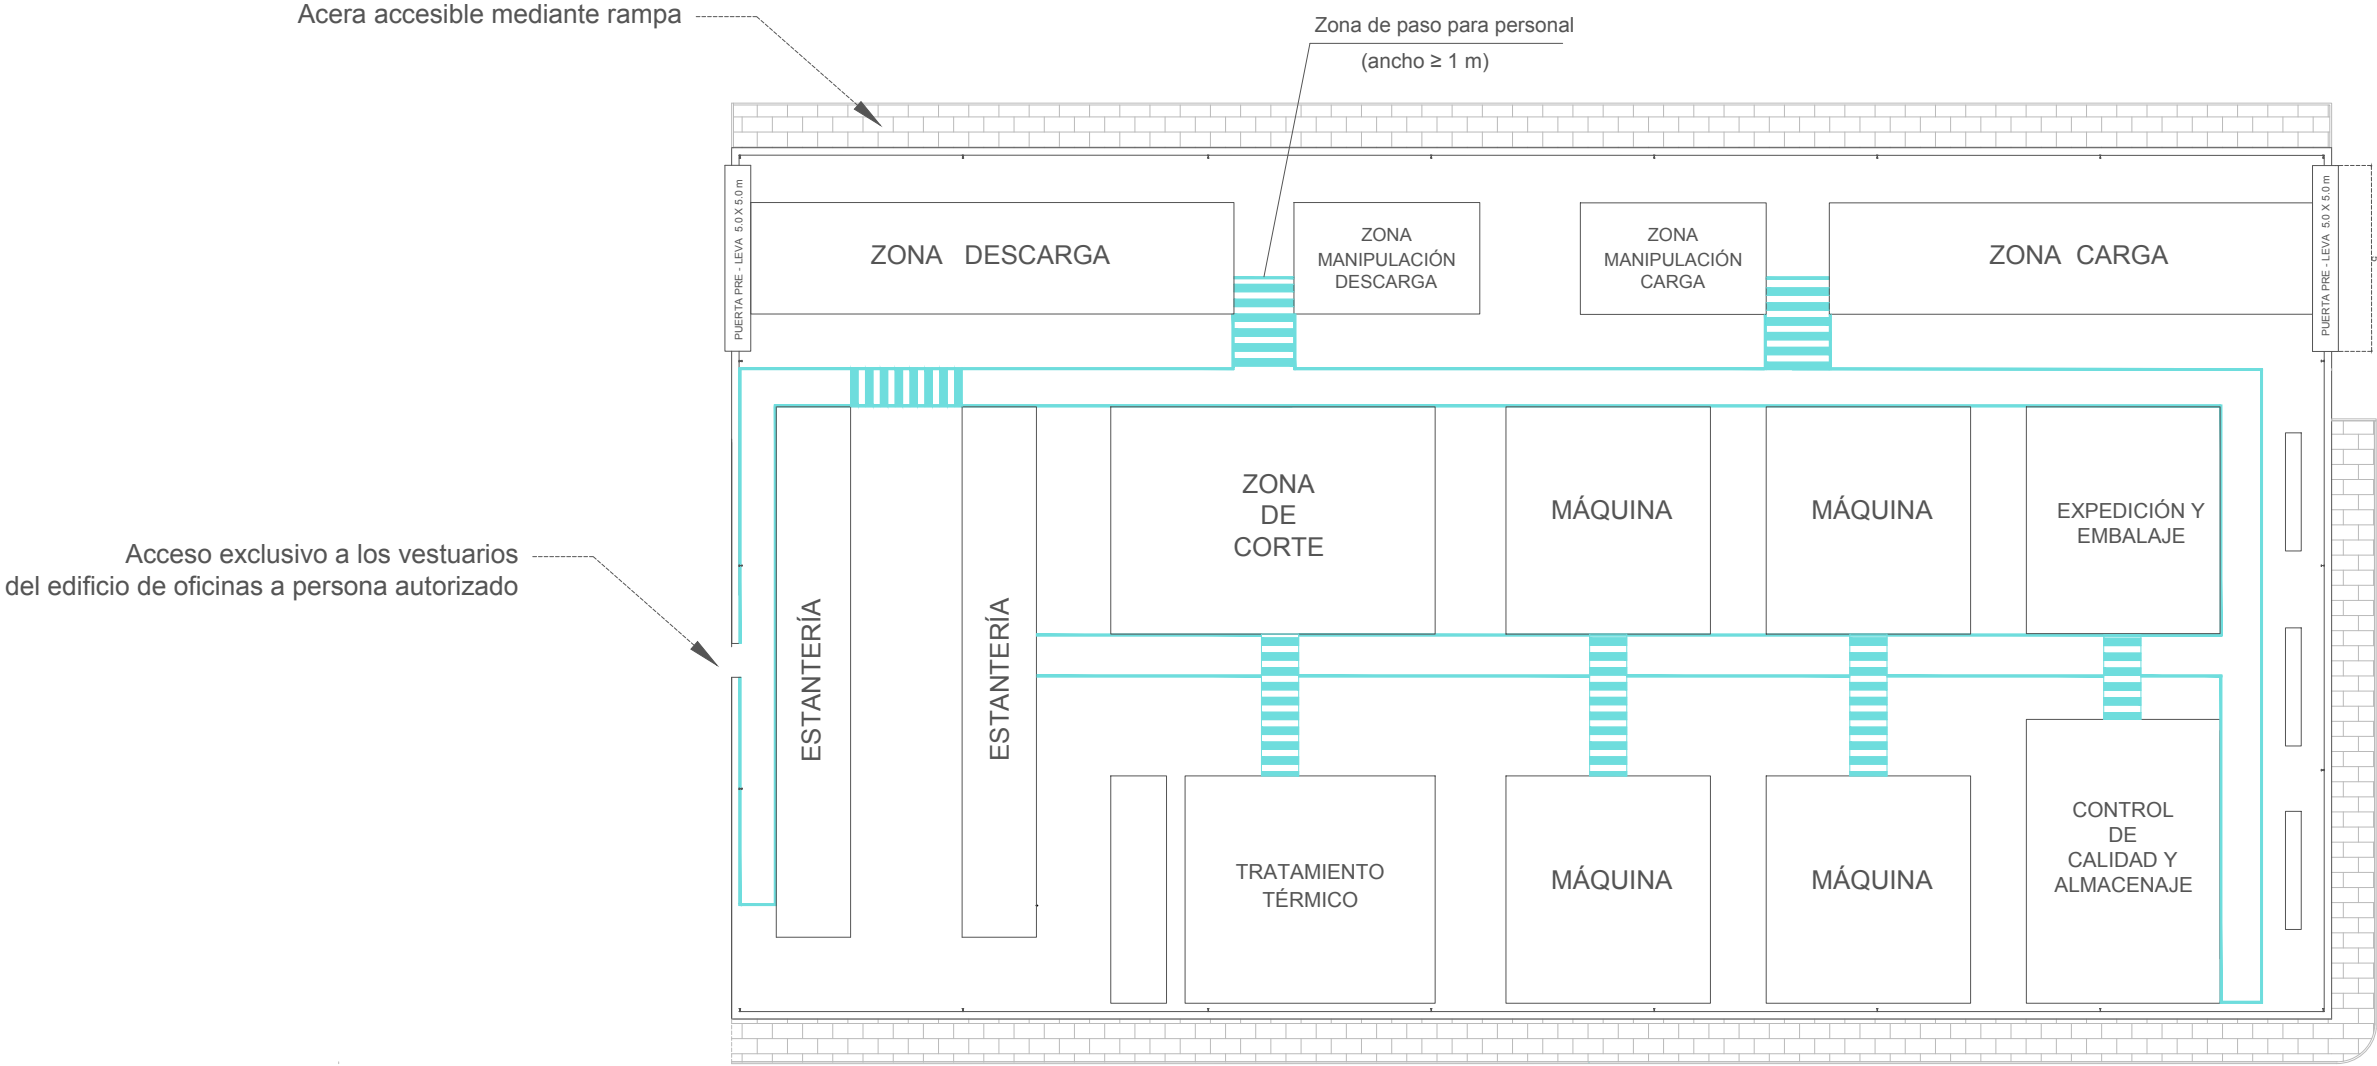 Acera accesible mediante rampa
Zona de paso para personal
(ancho ≥ 1 m)
PUERTA PRE - LEVA 5.0 X 5.0 m
ZONA DESCARGA
ZONA
MANIPULACIÓN
DESCARGA
ZONA
MANIPULACIÓN
CARGA
ZONA CARGA
PUERTA PRE - LEVA 5.0 X 5.0 m
Acceso exclusivo a los vestuarios
del edificio de oficinas a persona autorizado
ESTANTERÍA
ESTANTERÍA
ZONA
DE
CORTE
MÁQUINA
MÁQUINA
EXPEDICIÓN Y
EMBALAJE
TRATAMIENTO
TÉRMICO
MÁQUINA
MÁQUINA
CONTROL
DE
CALIDAD Y
ALMACENAJE